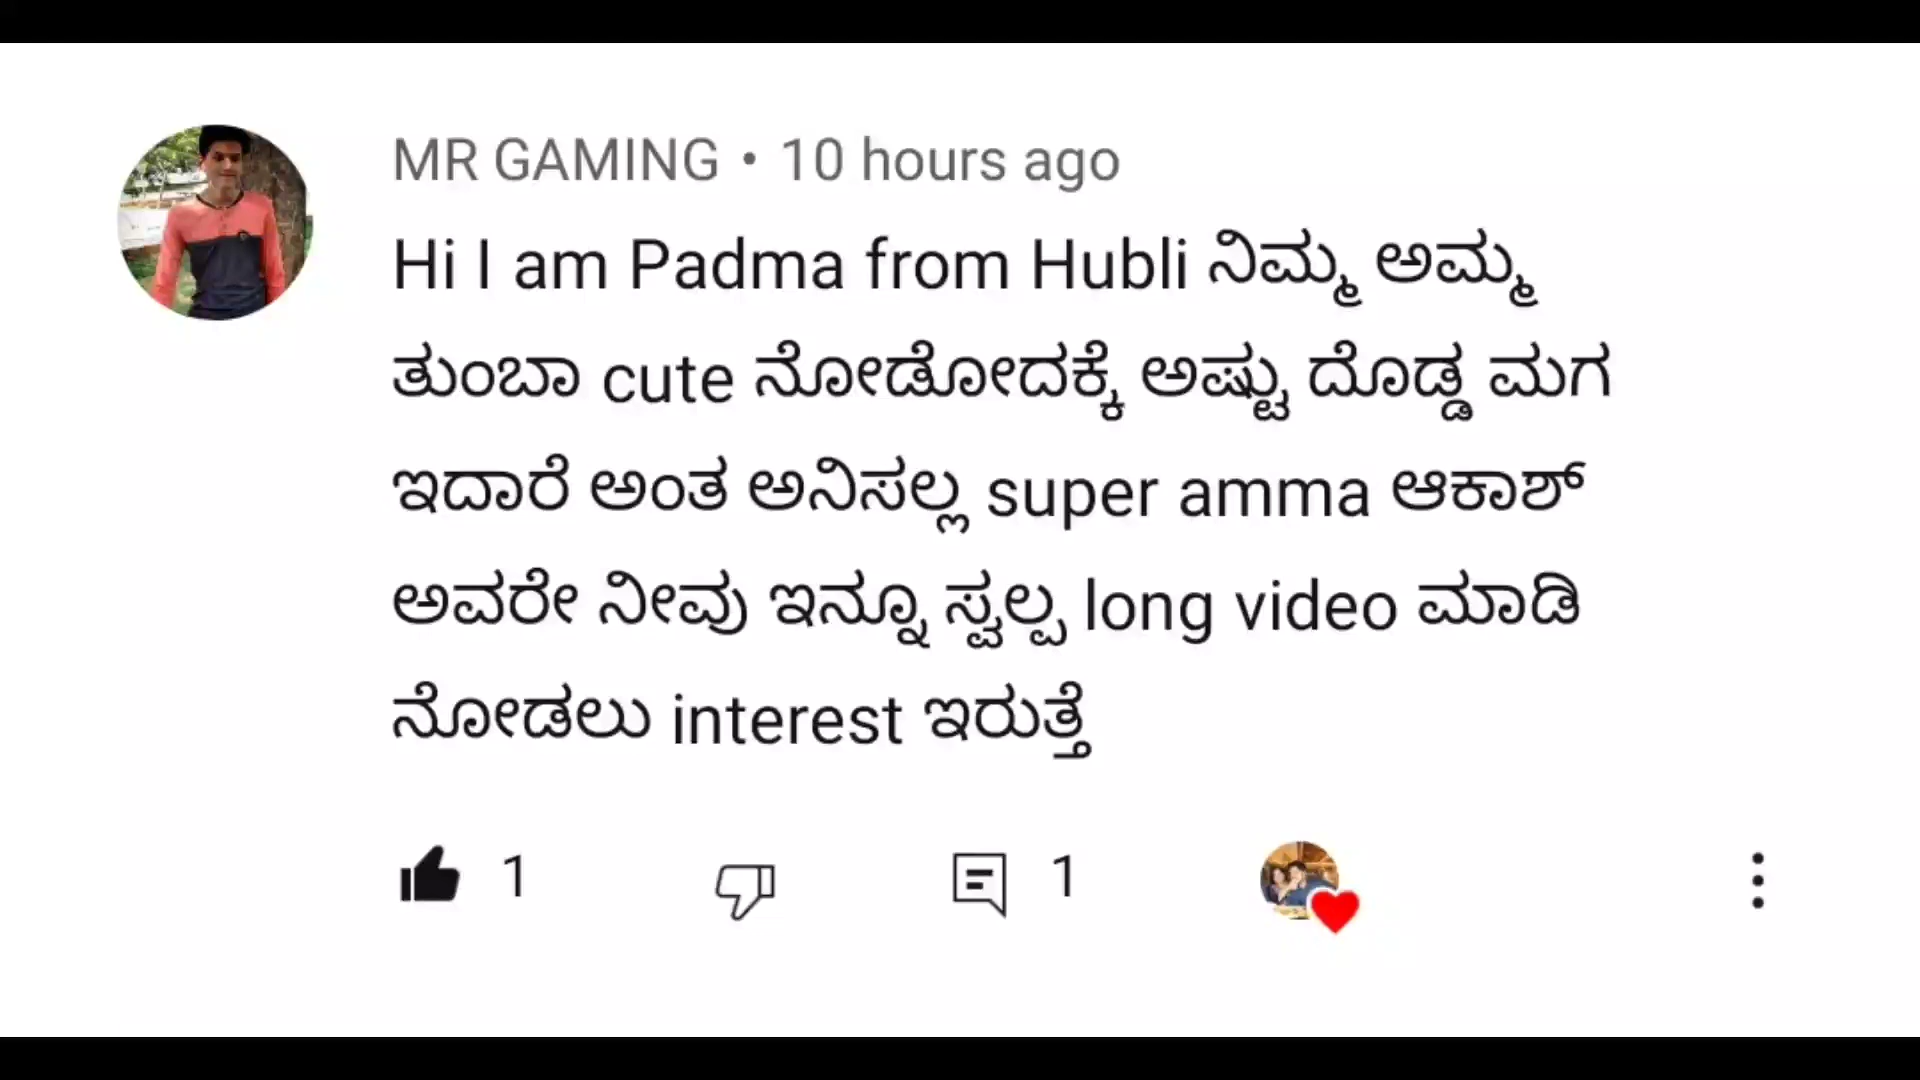 MR GAMING • 10 hours ago
Hi I am Padma from Hubli ನಿಮ್ಮ ಅಮ್ಮ
ತುಂಬಾ cute ನೋಡೋದಕ್ಕೆ ಅಷ್ಟು ದೊಡ್ಡ ಮಗ
ಇದಾರೆ ಅಂತ ಅನಿಸಲ್ಲ super amma ಆಕಾಶ್
ಅವರೇ ನೀವು ಇನ್ನೂ ಸ್ವಲ್ಪ long video ಮಾಡಿ
ನೋಡಲು interest ಇರುತ್ತೆ
1 1